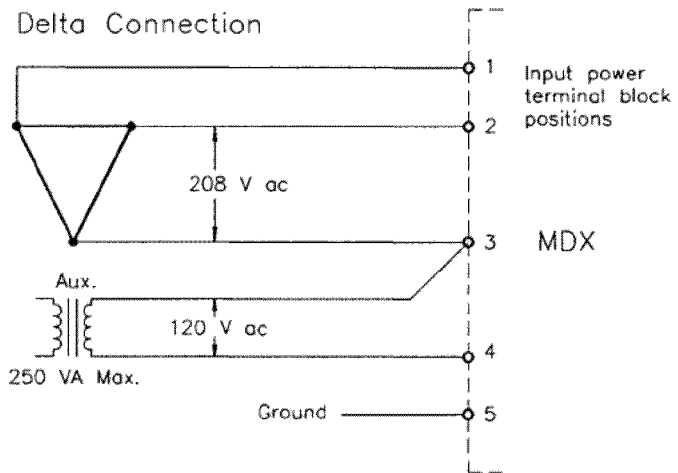 Delta Connection
1
Input power
terminal block
positions
2
208 V ac
3
MDX
Aux.
120 V ac
4
250 VA Max.
Ground
5